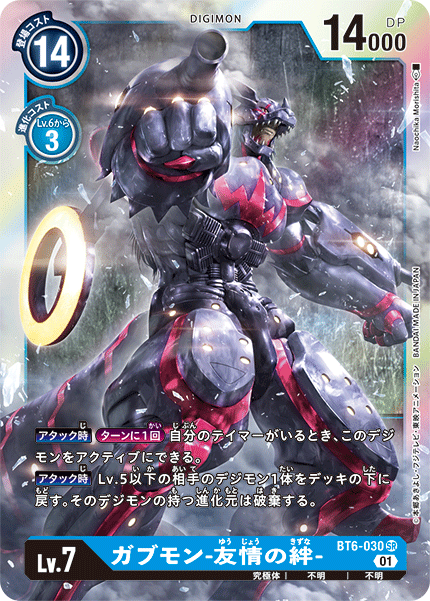 DIGIMON
登場コスト
14
14000
DP
進化コスト
Lv.6から
3
Naochika Morishita
BANDAI MADE IN JAPAN
©本郷あきよし・フジテレビ・東映アニメーション
アタック時 ターンに1回 自分のテイマーがいるとき、このデジ
モンをアクティブにできる。
アタック時 Lv.5以下の相手のデジモン1体をデッキの下に
戻す。そのデジモンの持つ進化元は破棄する。
Lv.7
ガブモン-友情の絆-
BT6-030 SR
01
究極体 不明 不明